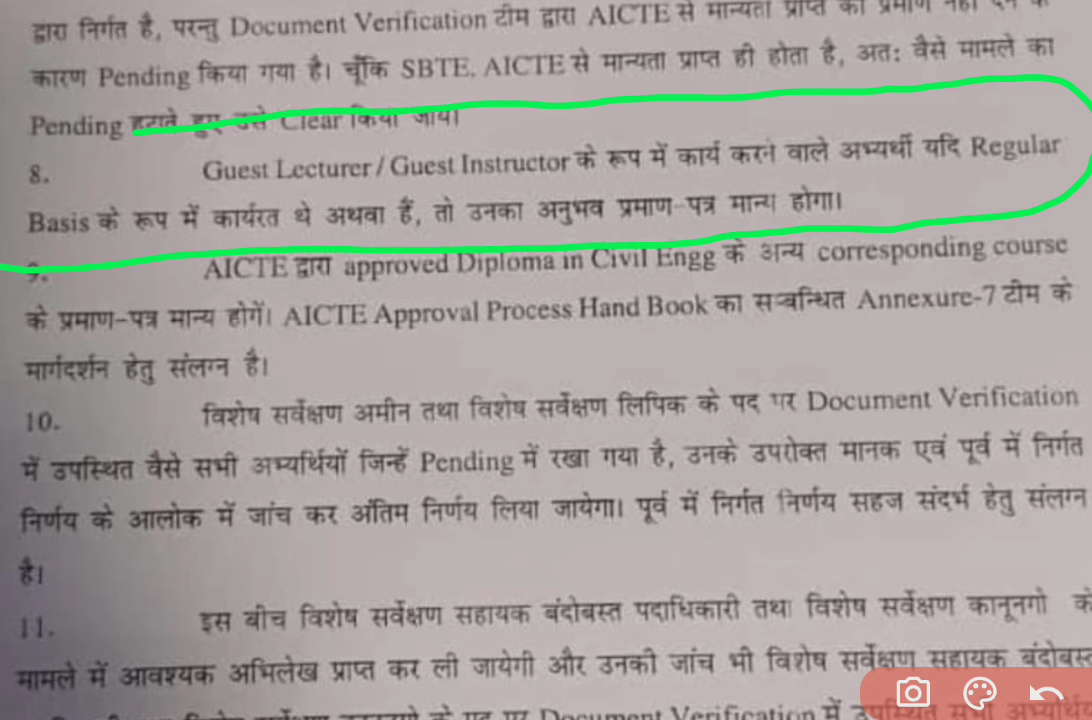 द्वारा निर्गत है, परन्तु Document Verification टीम द्वारा AICTE से मान्यता प्राप्त का प्रमाण नहीं देने के
कारण Pending किया गया है। चूँकि SBTE. AICTE से मान्यता प्राप्त ही होता है, अतः वैसे मामले का
Pending हटाते हुए उसे Clear किया जाय।
8. Guest Lecturer / Guest Instructor के रूप में कार्य करने वाले अभ्यर्थी यदि Regular
Basis के रूप में कार्यरत थे अथवा हैं, तो उनका अनुभव प्रमाण-पत्र मान्य होगा।
9. AICTE द्वारा approved Diploma in Civil Engg के अन्य corresponding course
के प्रमाण-पत्र मान्य होगें। AICTE Approval Process Hand Book का सम्बन्धित Annexure-7 टीम के
मार्गदर्शन हेतु संलग्न है।
10. विशेष सर्वेक्षण अमीन तथा विशेष सर्वेक्षण लिपिक के पद पर Document Verification
में उपस्थित वैसे सभी अभ्यर्थियों जिन्हें Pending में रखा गया है, उनके उपरोक्त मानक एवं पूर्व में निर्गत
निर्णय के आलोक में जांच कर अंतिम निर्णय लिया जायेगा। पूर्व में निर्गत निर्णय सहज संदर्भ हेतु संलग्न
है।
11. इस बीच विशेष सर्वेक्षण सहायक बंदोबस्त पदाधिकारी तथा विशेष सर्वेक्षण कानूनगो के
मामले में आवश्यक अभिलेख प्राप्त कर ली जायेगी और उनकी जांच भी विशेष सर्वेक्षण सहायक बंदोबस्त
के पद पर Document Verification में उपस्थित सभी